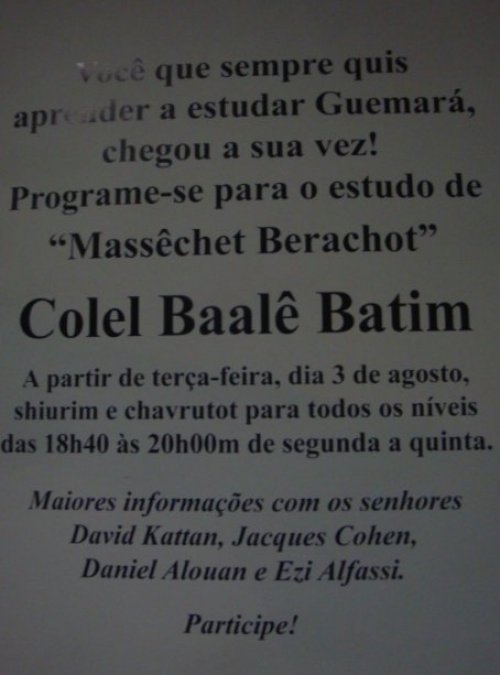 Você que sempre quis
aprender a estudar Guemará,
chegou a sua vez!
Programe-se para o estudo de
“Massêchet Berachot”
Colel Baalê Batim
A partir de terça-feira, dia 3 de agosto,
shiurim e chavrutot para todos os níveis
das 18h40 às 20h00m de segunda a quinta.
Maiores informações com os senhores
David Kattan, Jacques Cohen,
Daniel Alouan e Ezi Alfassi.
Participe!